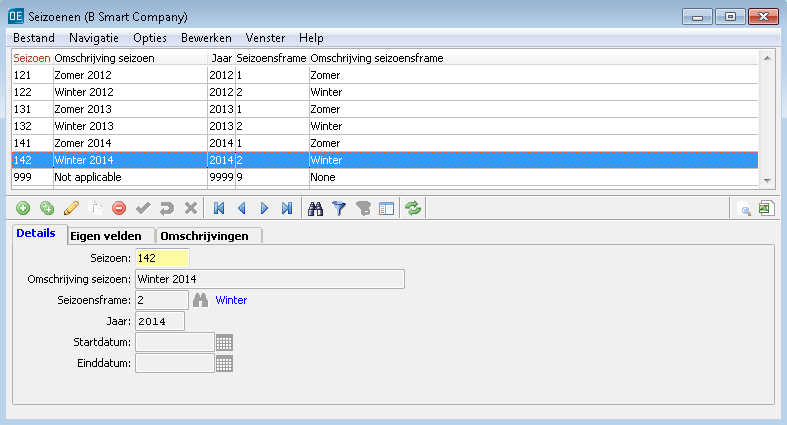 OE Seizoenen (B Smart Company)
Bestand Navigatie Opties Bewerken Venster Help
Seizoen Omschrijving seizoen Jaar Seizoensframe Omschrijving seizoensframe
121 Zomer 2012 2012 1 Zomer
122 Winter 2012 2012 2 Winter
131 Zomer 2013 2013 1 Zomer
132 Winter 2013 2013 2 Winter
141 Zomer 2014 2014 1 Zomer
142 Winter 2014 2014 2 Winter
999 Not applicable 9999 9 None
Details Eigen velden Omschrijvingen
Seizoen: 142
Omschrijving seizoen: Winter 2014
Seizoensframe: 2 Winter
Jaar: 2014
Startdatum:
Einddatum: